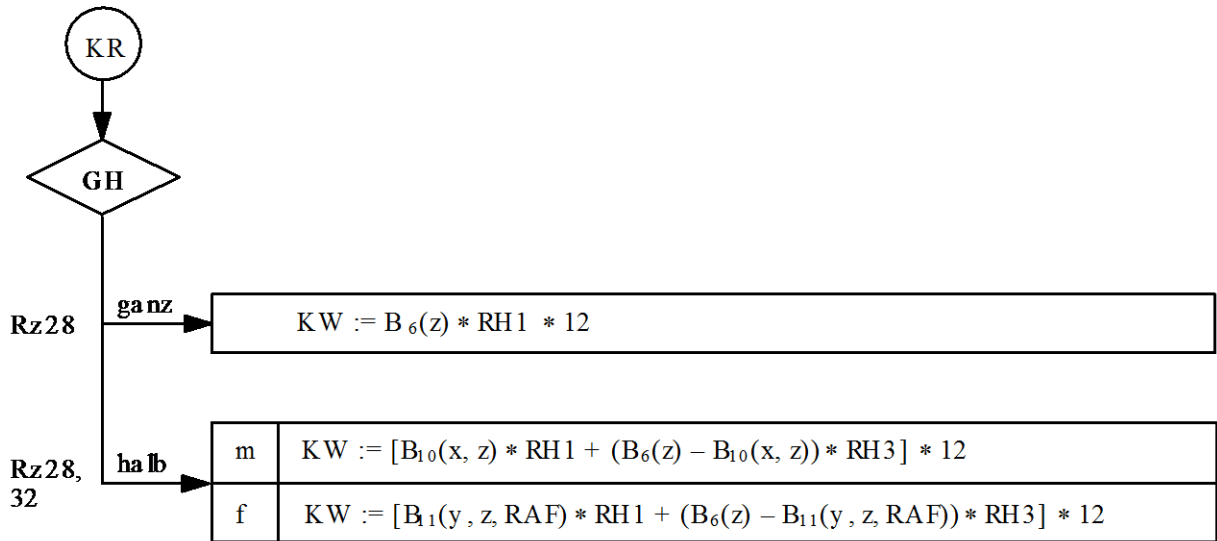 KR
GH
Rz28 ganz KW := B₆(z) * RH1 * 12
Rz28, 32 halb
m KW := [B₁₀(x, z) * RH1 + (B₆(z) – B₁₀(x, z)) * RH3] * 12
f KW := [B₁₁(y, z, RAF) * RH1 + (B₆(z) – B₁₁(y, z, RAF)) * RH3] * 12